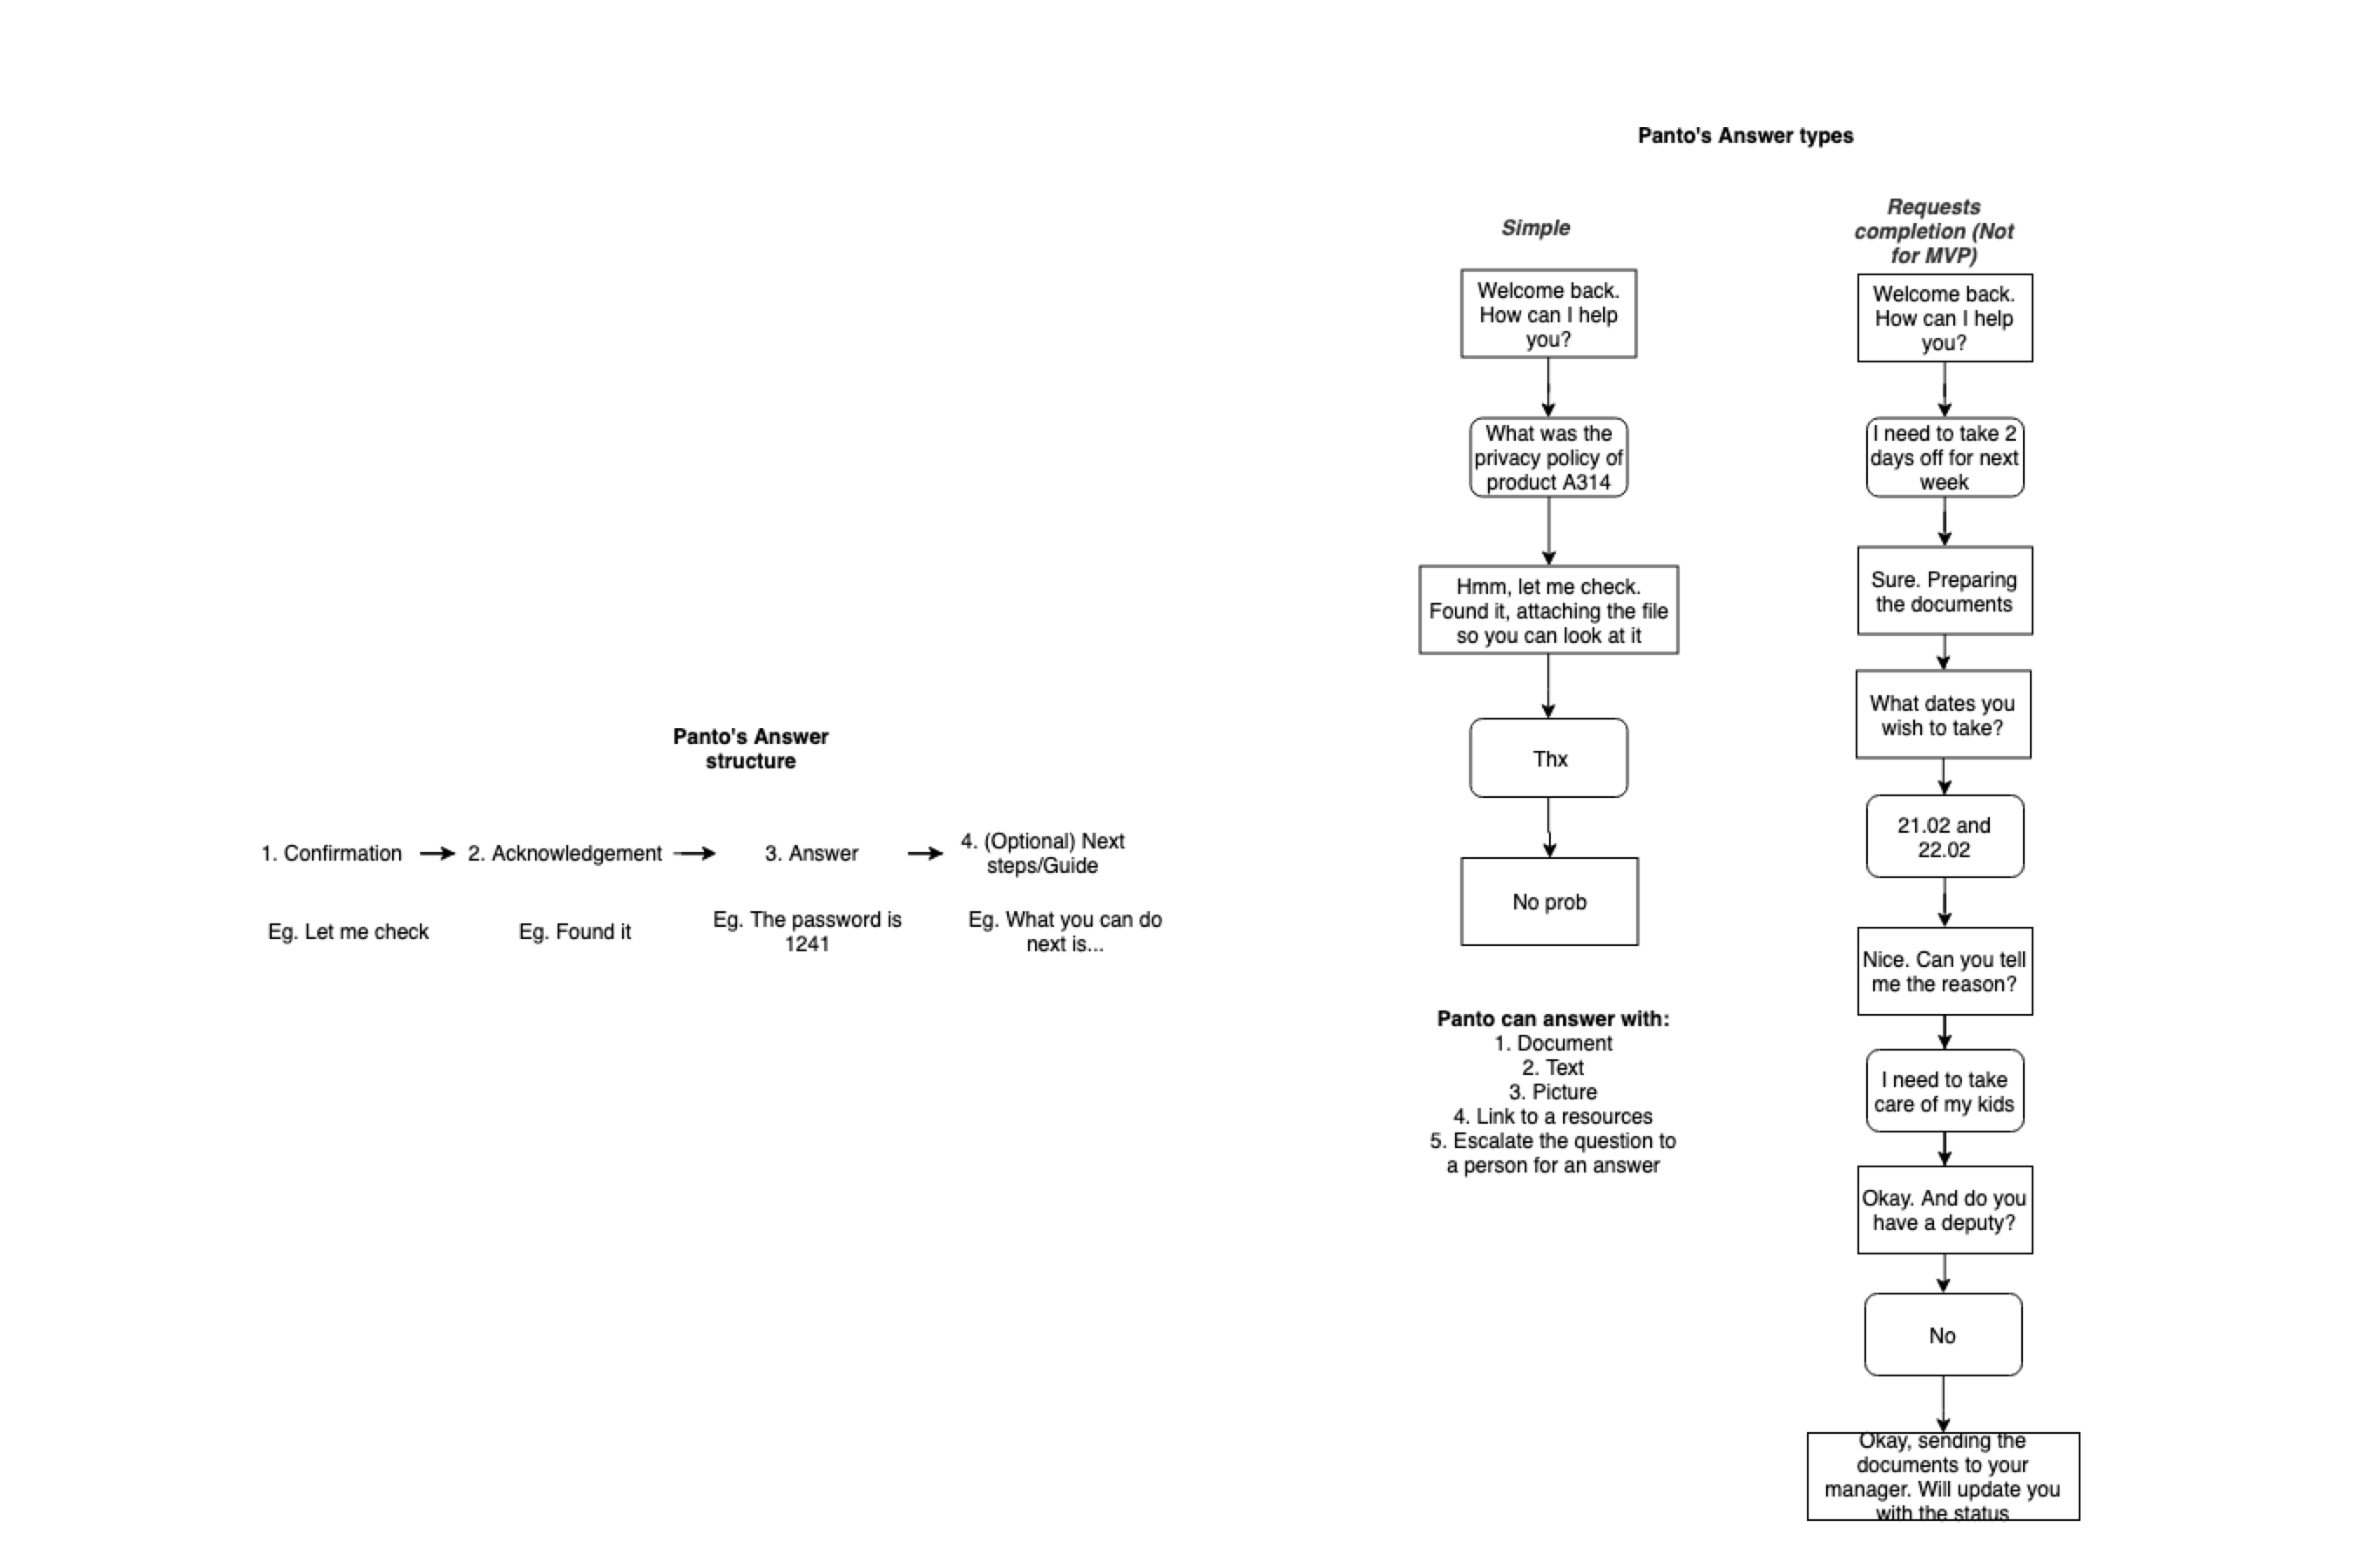 Panto's Answer
structure
1. Confirmation
2. Acknowledgement
3. Answer
4. (Optional) Next
steps/Guide
Eg. Let me check
Eg. Found it
Eg. The password is
1241
Eg. What you can do
next is...
Panto's Answer types
Simple
Welcome back.
How can I help
you?
What was the
privacy policy of
product A314
Hmm, let me check.
Found it, attaching the file
so you can look at it
Thx
No prob
Panto can answer with:
1. Document
2. Text
3. Picture
4. Link to a resources
5. Escalate the question to
a person for an answer
Requests
completion (Not
for MVP)
Welcome back.
How can I help
you?
I need to take 2
days off for next
week
Sure. Preparing
the documents
What dates you
wish to take?
21.02 and
22.02
Nice. Can you tell
me the reason?
I need to take
care of my kids
Okay. And do you
have a deputy?
No
Okay, sending the
documents to your
manager. Will update you
with the status